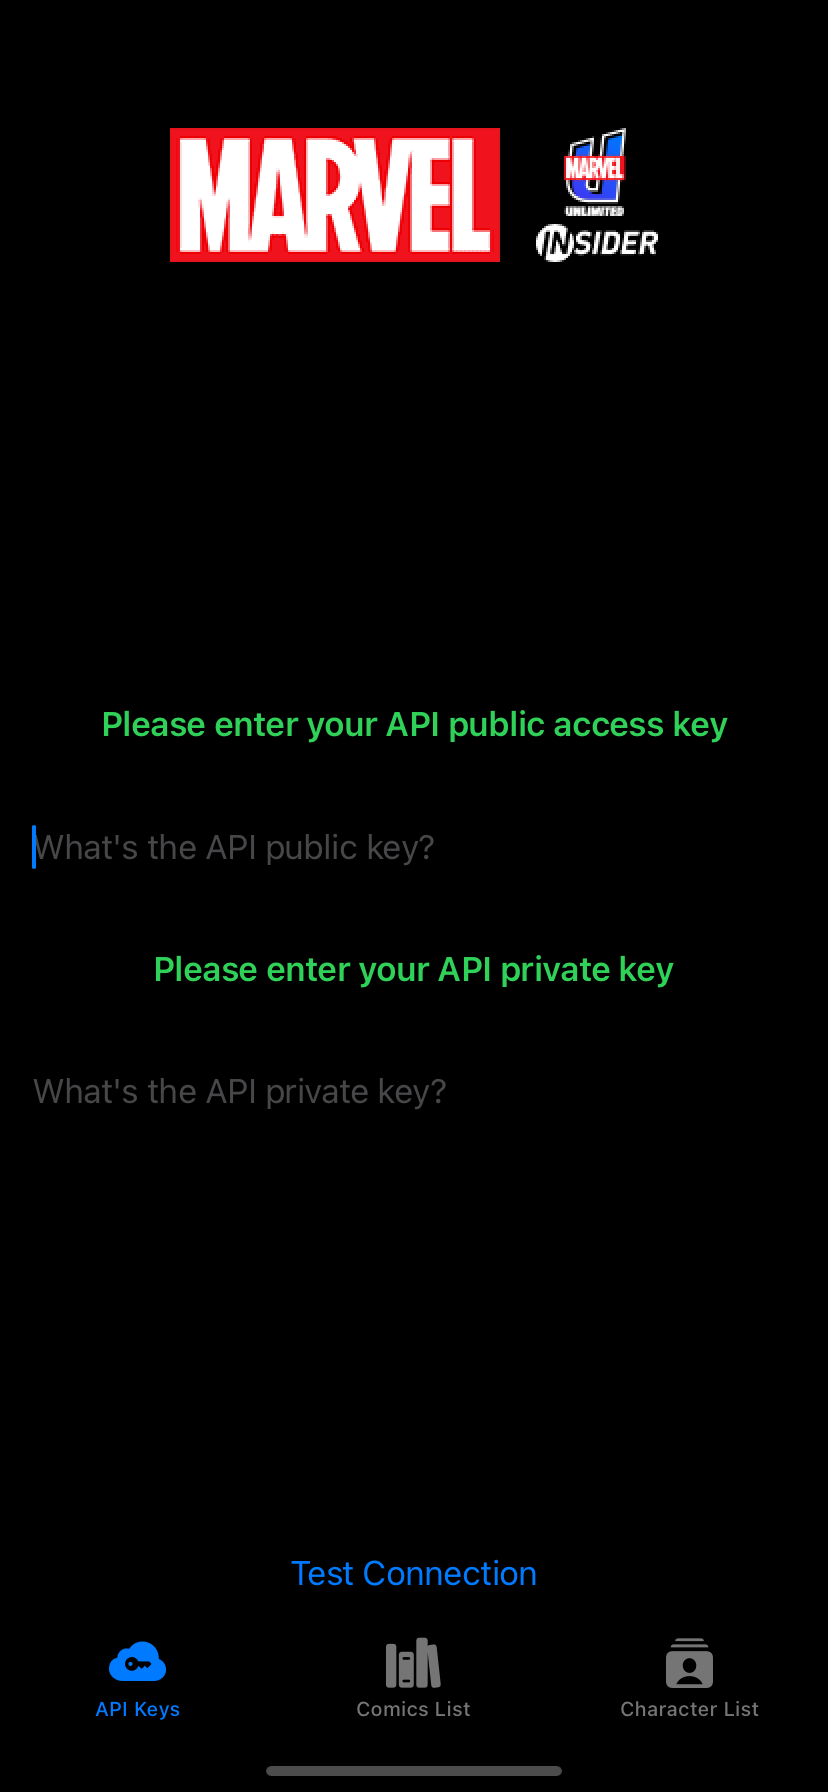 MARVEL
MARVEL
UNLIMITED
INSIDER
Please enter your API public access key
What's the API public key?
Please enter your API private key
What's the API private key?
Test Connection
API Keys
Comics List
Character List